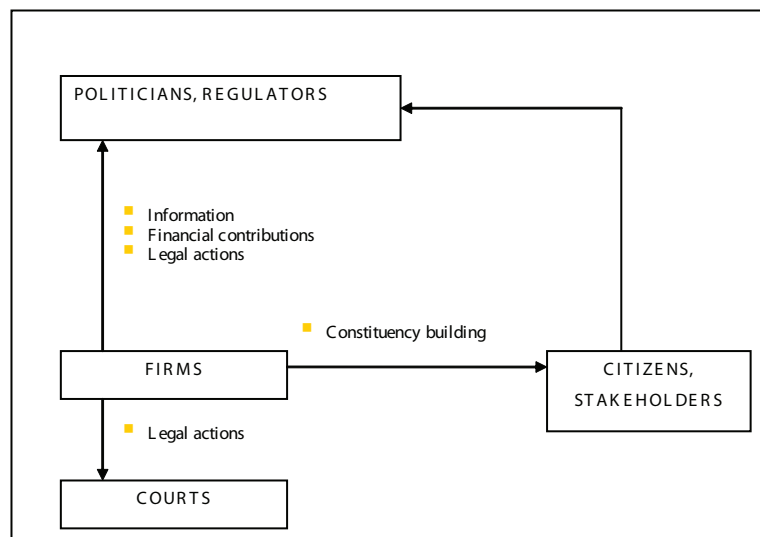 POLITICIANS, REGULATORS
Information
Financial contributions
Legal actions
Constituency building
FIRMS
CITIZENS,
STAKEHOLDERS
Legal actions
COURTS